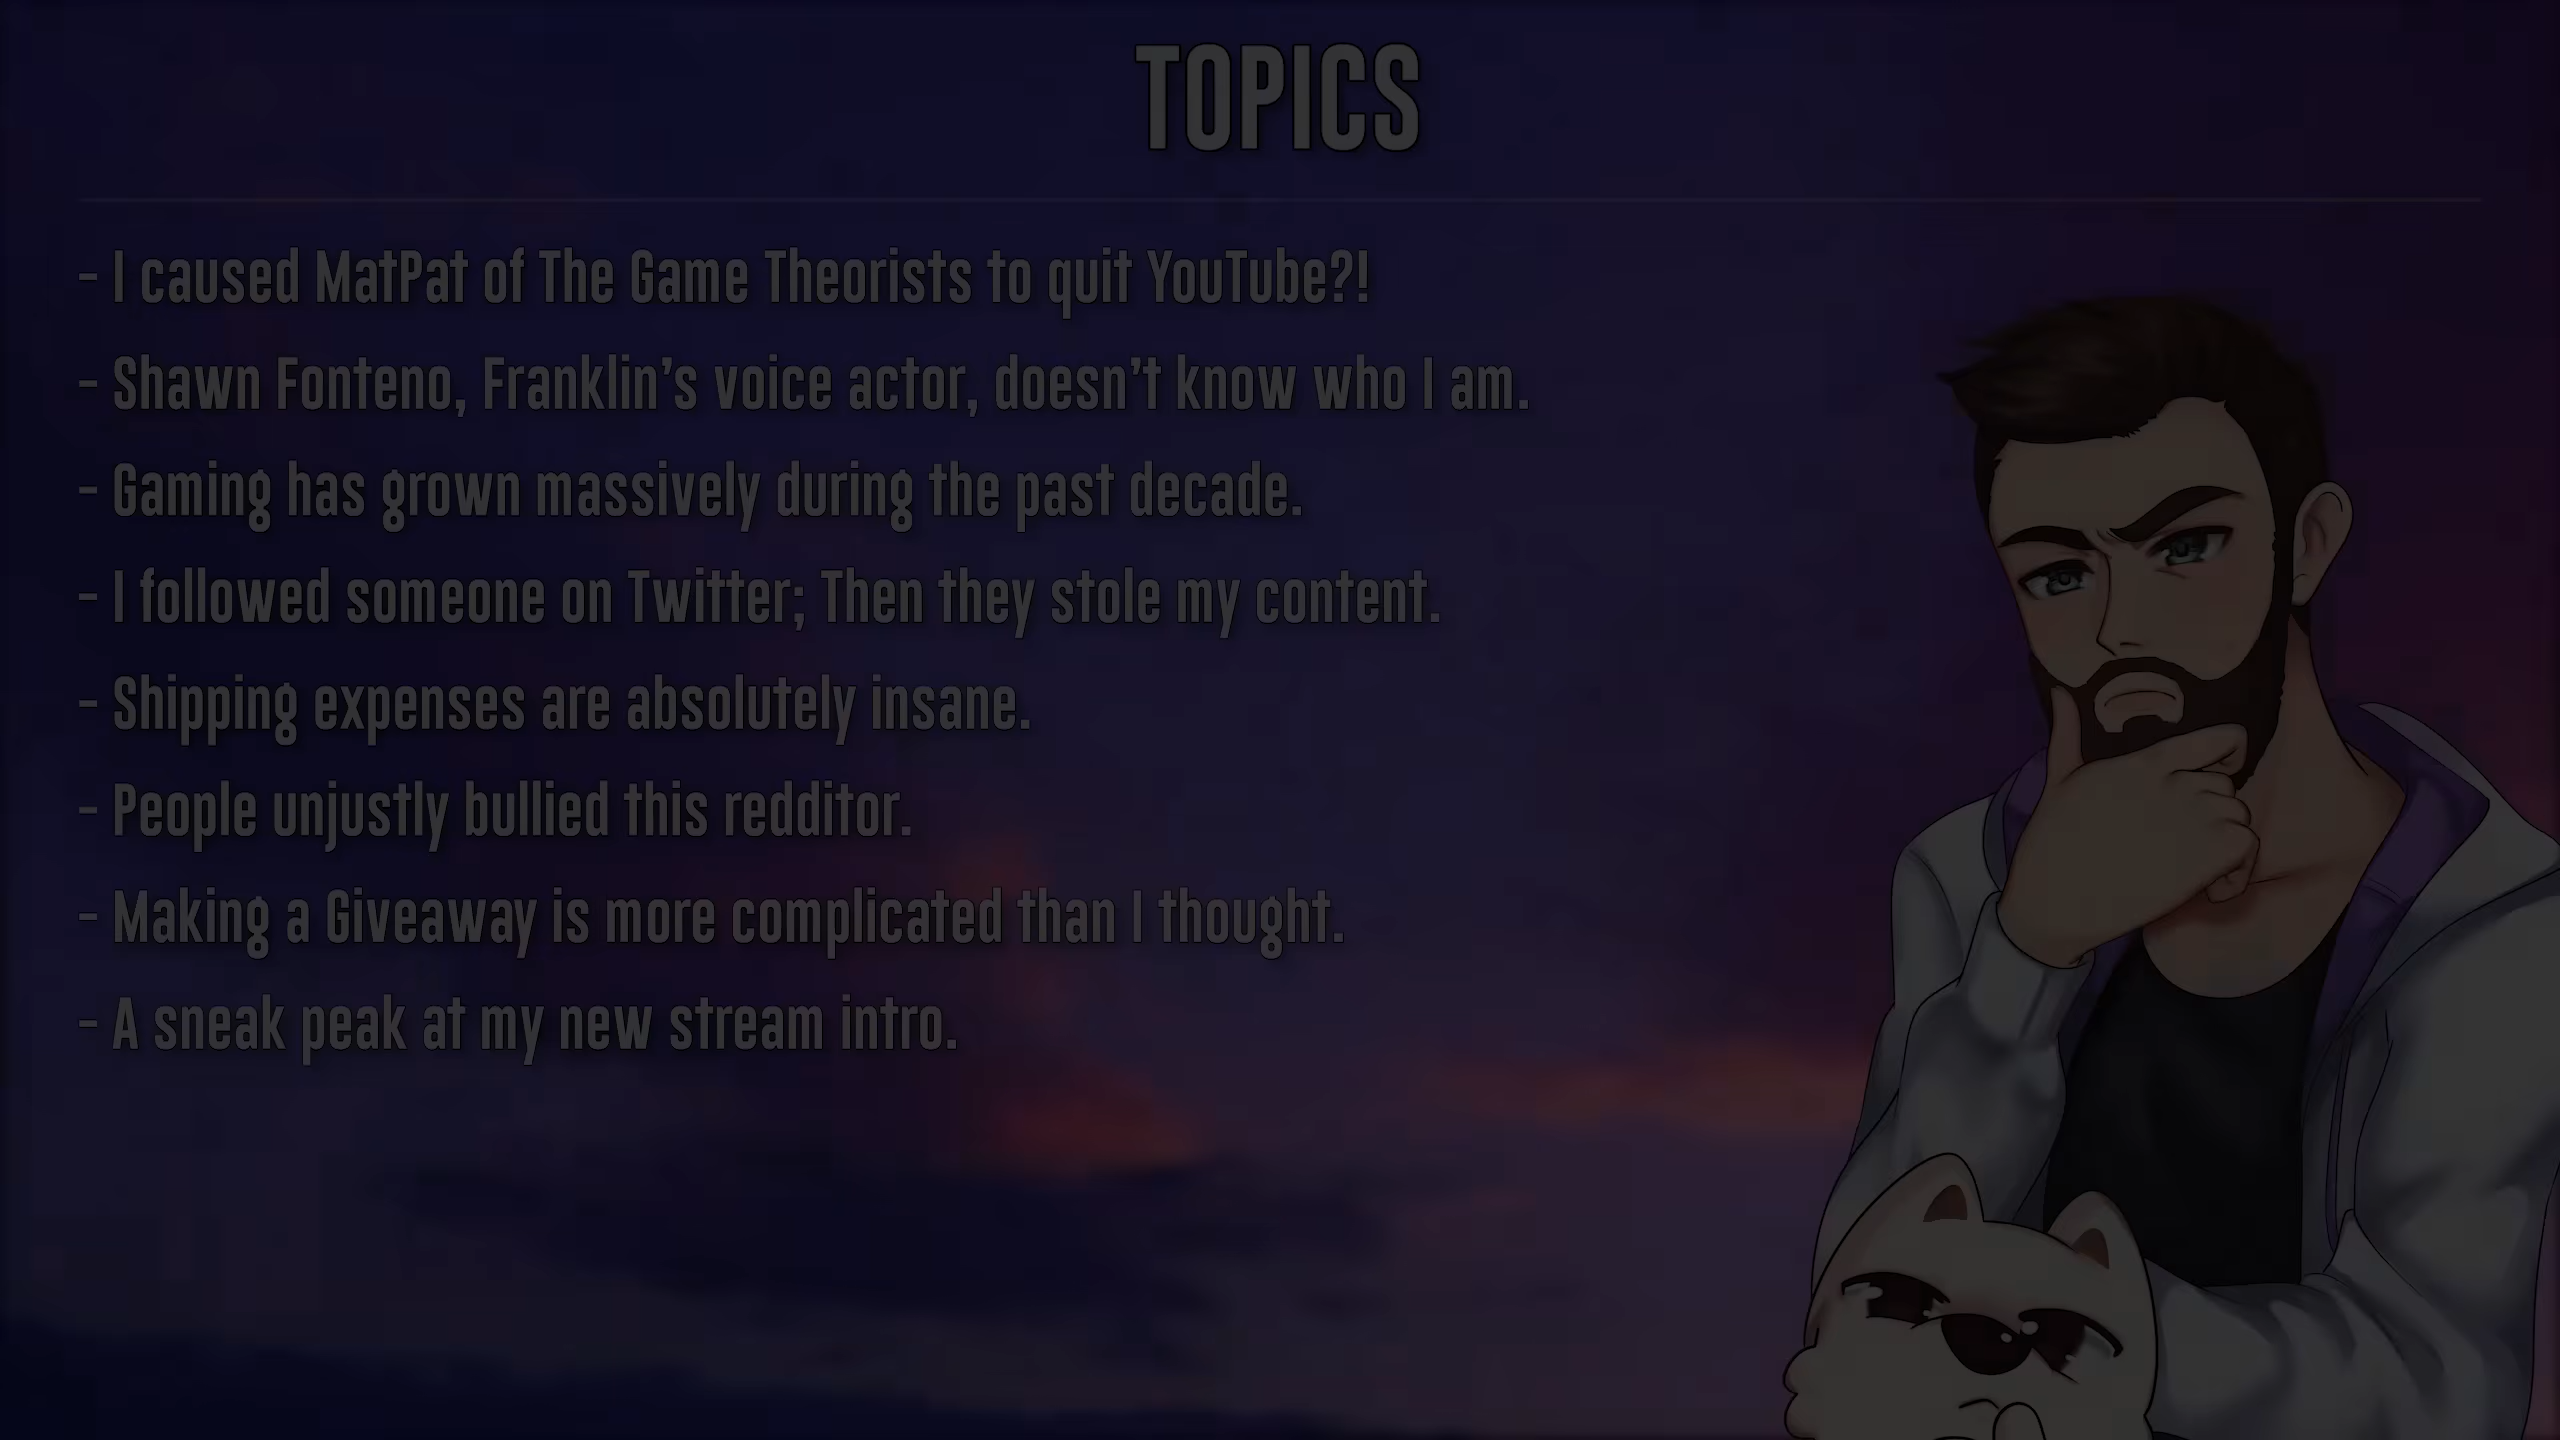 TOPICS
- I caused MatPat of The Game Theorists to quit YouTube?!
- Shawn Fonteno, Franklin’s voice actor, doesn’t know who I am.
- Gaming has grown massively during the past decade.
- I followed someone on Twitter; Then they stole my content.
- Shipping expenses are absolutely insane.
- People unjustly bullied this redditor.
- Making a Giveaway is more complicated than I thought.
- A sneak peak at my new stream intro.